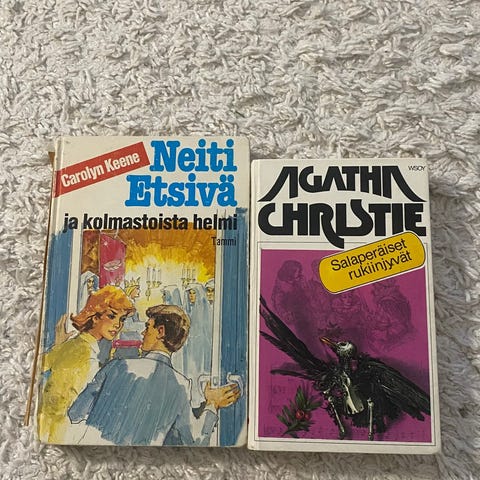 Carolyn Keene
Neiti
Etsivä
ja kolmastoista helmi
Tammi
WSOY
AGATHA
CHRISTIE
Salaperäiset
rukiinjyvät